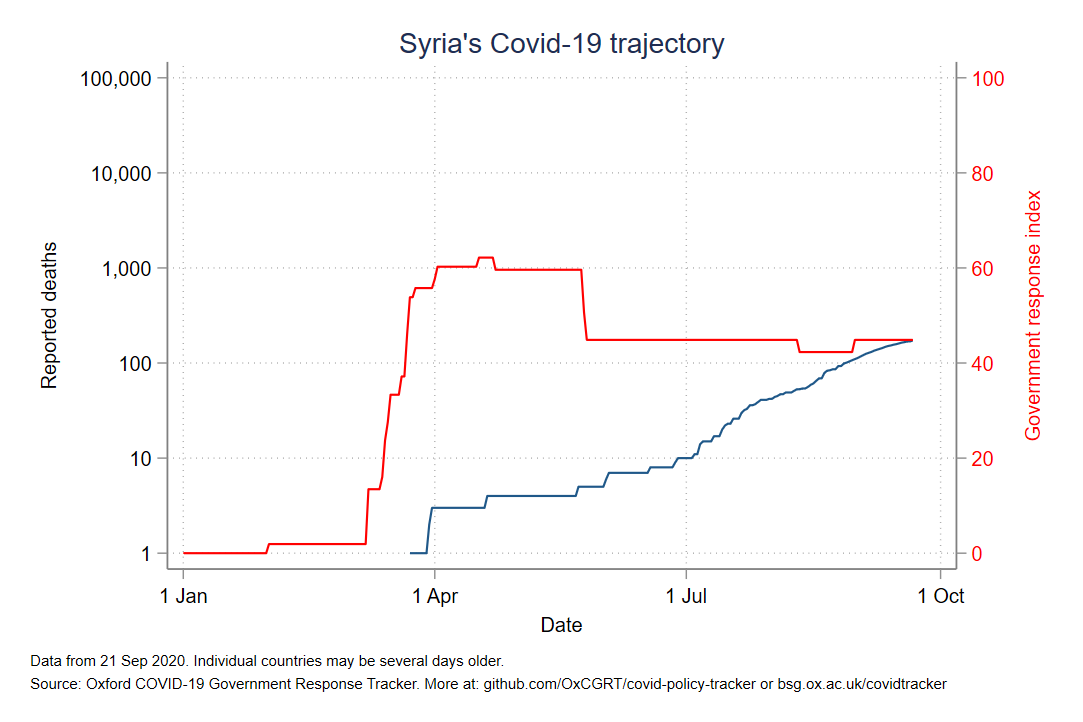 Syria's Covid-19 trajectory
100,000
10,000
1,000
100
10
1
Reported deaths
100
80
60
40
20
0
Government response index
1 Jan
1 Apr
1 Jul
1 Oct
Date
Data from 21 Sep 2020. Individual countries may be several days older.
Source: Oxford COVID-19 Government Response Tracker. More at: github.com/OxCGRT/covid-policy-tracker or bsg.ox.ac.uk/covidtracker